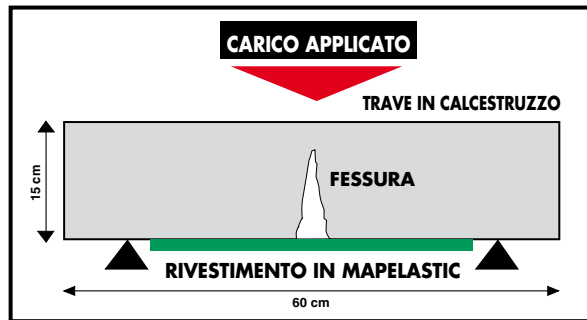 CARICO APPLICATO
TRAVE IN CALCESTRUZZO
15 cm
FESSURA
RIVESTIMENTO IN MAPELASTIC
60 cm